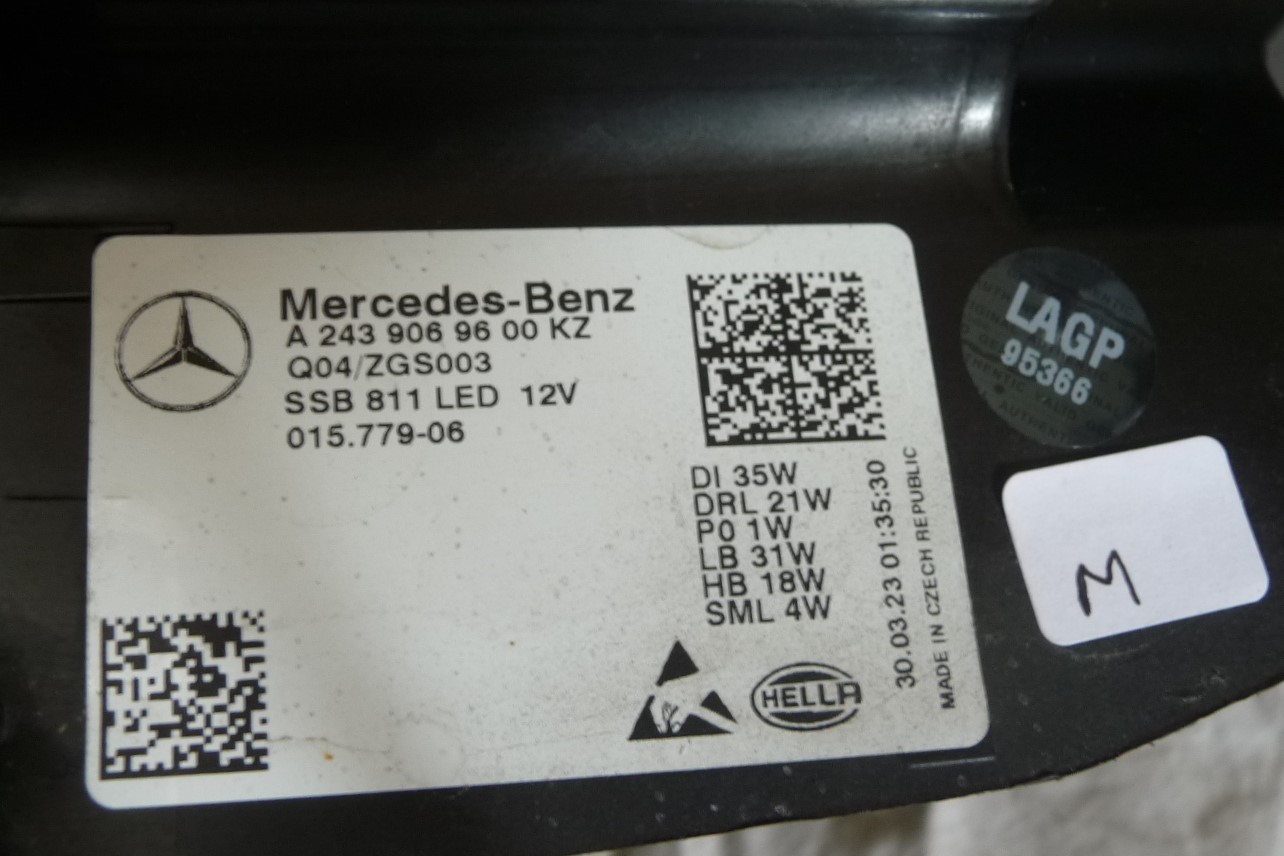 Mercedes-Benz
A 243 906 96 00 KZ
Q04/ZGS003
SSB 811 LED 12V
015.779-06
DI 35W
DRL 21W
P0 1W
LB 31W
HB 18W
SML 4W
30.03.23 01:35:30
MADE IN CZECH REPUBLIC
HELLA
LAGP
95366
M